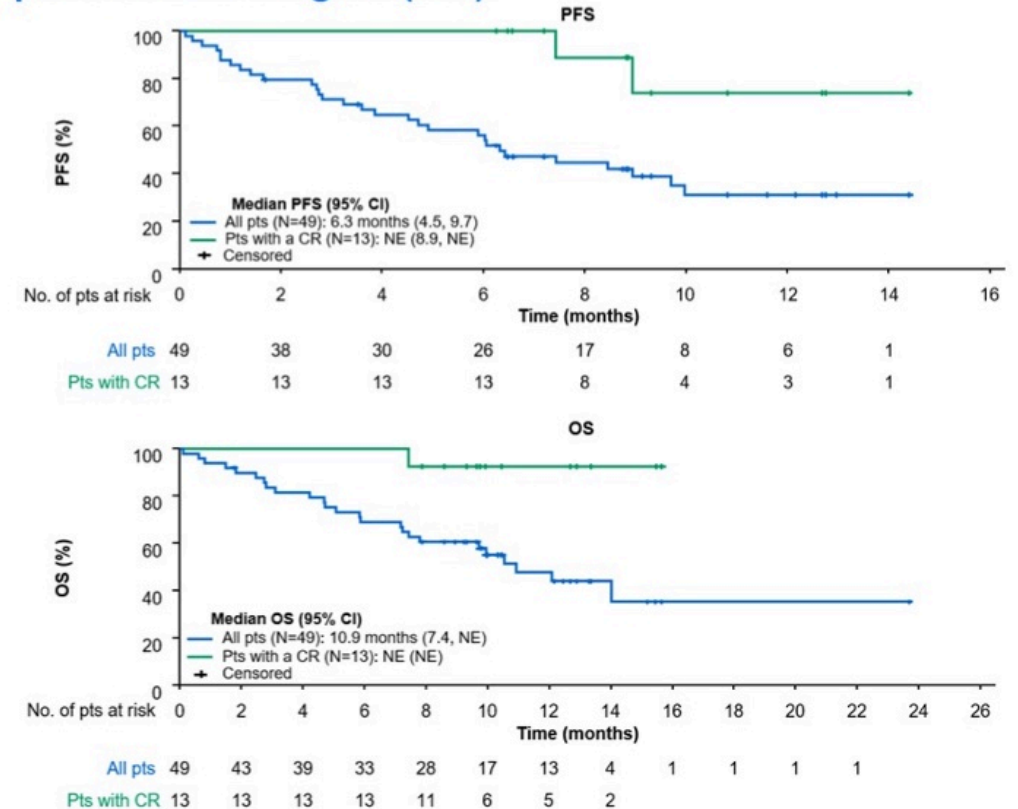 PFS
100
80
60
40
20
0
PFS (%)
Median PFS (95% CI)
All pts (N=49): 6.3 months (4.5, 9.7)
Pts with a CR (N=13): NE (8.9, NE)
Censored
No. of pts at risk 0 2 4 6 8 10 12 14 16
Time (months)
All pts 49 38 30 26 17 8 6 1
Pts with CR 13 13 13 13 8 4 3 1
OS
100
80
60
40
20
0
OS (%)
Median OS (95% CI)
All pts (N=49): 10.9 months (7.4, NE)
Pts with a CR (N=13): NE (NE)
Censored
No. of pts at risk 0 2 4 6 8 10 12 14 16 18 20 22 24 26
Time (months)
All pts 49 43 39 33 28 17 13 4 1 1 1 1
Pts with CR 13 13 13 13 11 6 5 2